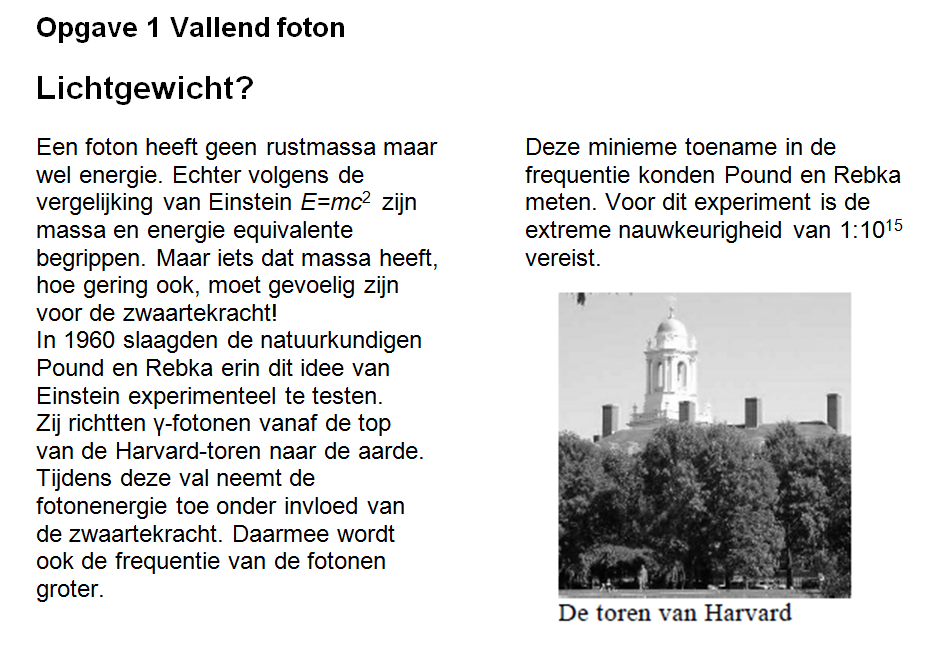 Opgave 1 Vallend foton
Lichtgewicht?
Een foton heeft geen rustmassa maar
wel energie. Echter volgens de
vergelijking van Einstein E=mc² zijn
massa en energie equivalente
begrippen. Maar iets dat massa heeft,
hoe gering ook, moet gevoelig zijn
voor de zwaartekracht!
In 1960 slaagden de natuurkundigen
Pound en Rebka erin dit idee van
Einstein experimenteel te testen.
Zij richtten γ-fotonen vanaf de top
van de Harvard-toren naar de aarde.
Tijdens deze val neemt de
fotonenergie toe onder invloed van
de zwaartekracht. Daarmee wordt
ook de frequentie van de fotonen
groter.
Deze minieme toename in de
frequentie konden Pound en Rebka
meten. Voor dit experiment is de
extreme nauwkeurigheid van 1:10¹⁵
vereist.
De toren van Harvard